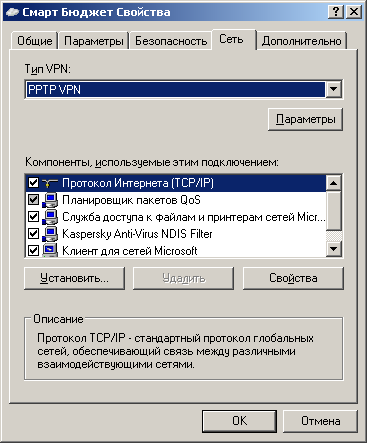 Смарт Бюджет Свойства
Общие Параметры Безопасность Сеть Дополнительно
Тип VPN:
PPTP VPN
Параметры
Компоненты, используемые этим подключением:
Протокол Интернета (TCP/IP)
Планировщик пакетов QoS
Служба доступа к файлам и принтерам сетей Micr...
Kaspersky Anti-Virus NDIS Filter
Клиент для сетей Microsoft
Установить... Удалить Свойства
Описание
Протокол TCP/IP - стандартный протокол глобальных
сетей, обеспечивающий связь между различными
взаимодействующими сетями.
OK Отмена